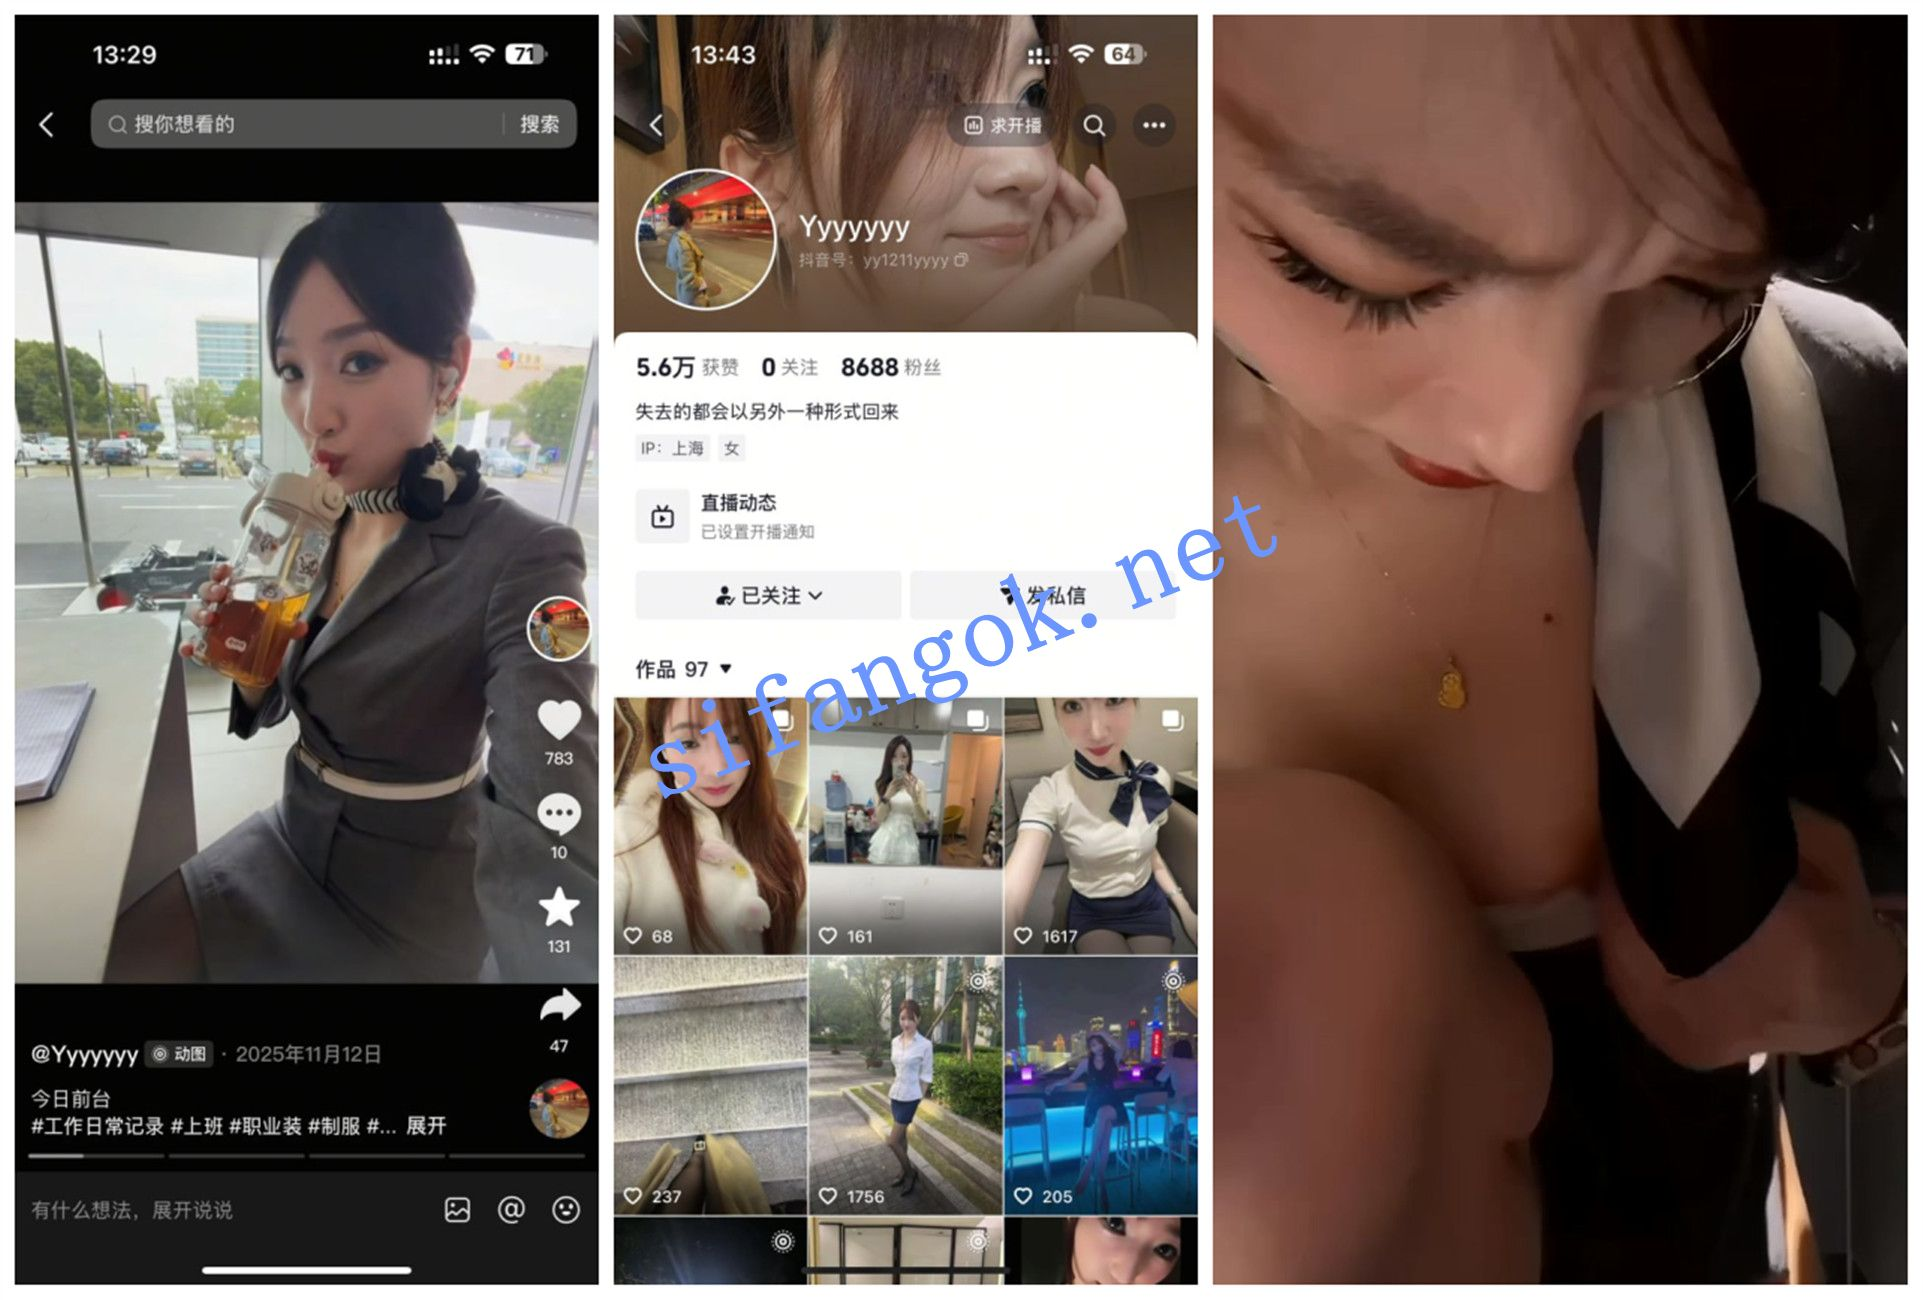 13:29
71
搜你想看的
搜索
783
10
131
47
@Yyyyyyy 动图 · 2025年11月12日
今日前台
#工作日常记录 #上班 #职业装 #制服 #... 展开
有什么想法，展开说说
13:43
64
求开播
Yyyyyyy
抖音号：yy1211yyyy
5.6万 获赞 0 关注 8688 粉丝
失去的都会以另外一种形式回来
IP：上海 女
直播动态
已设置开播通知
已关注
发私信
作品 97
68
161
1617
237
1756
205
sifangok.net